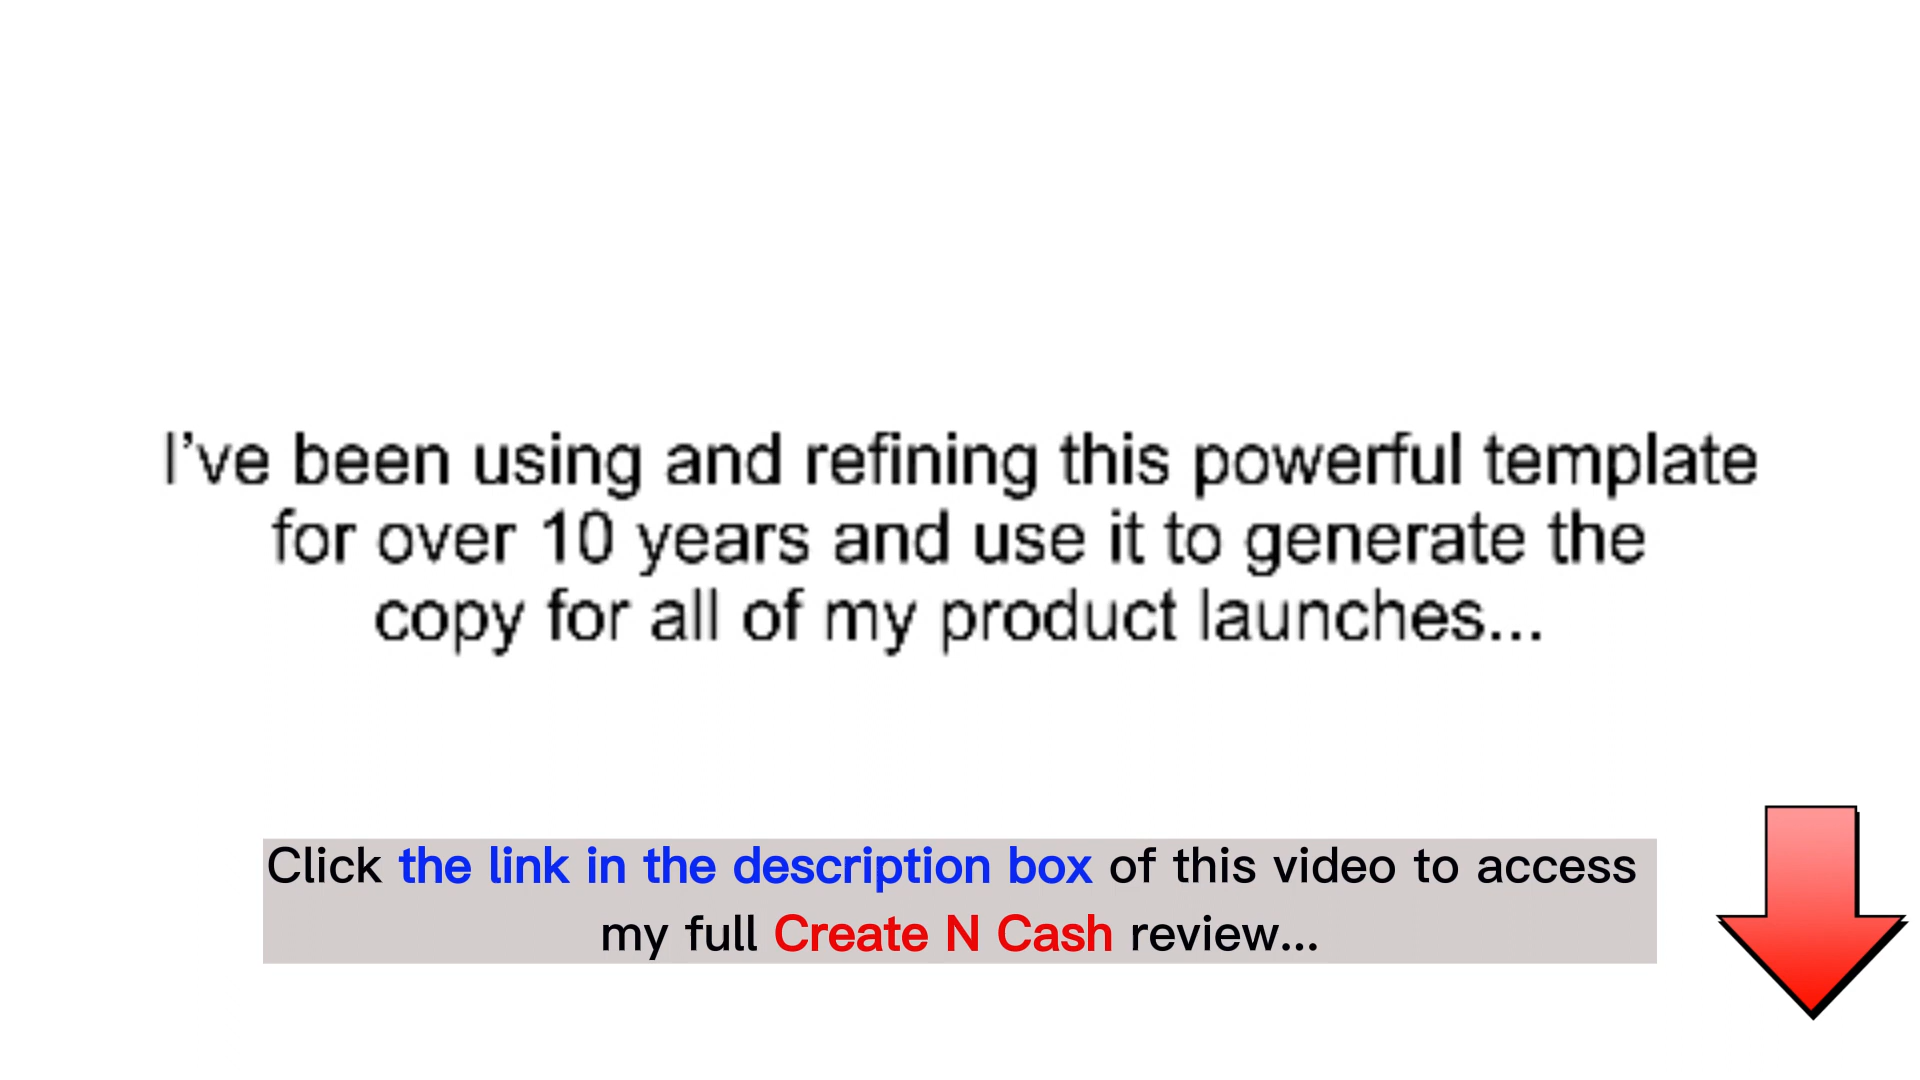 I’ve been using and refining this powerful template
for over 10 years and use it to generate the
copy for all of my product launches...
Click the link in the description box of this video to access
my full Create N Cash review...